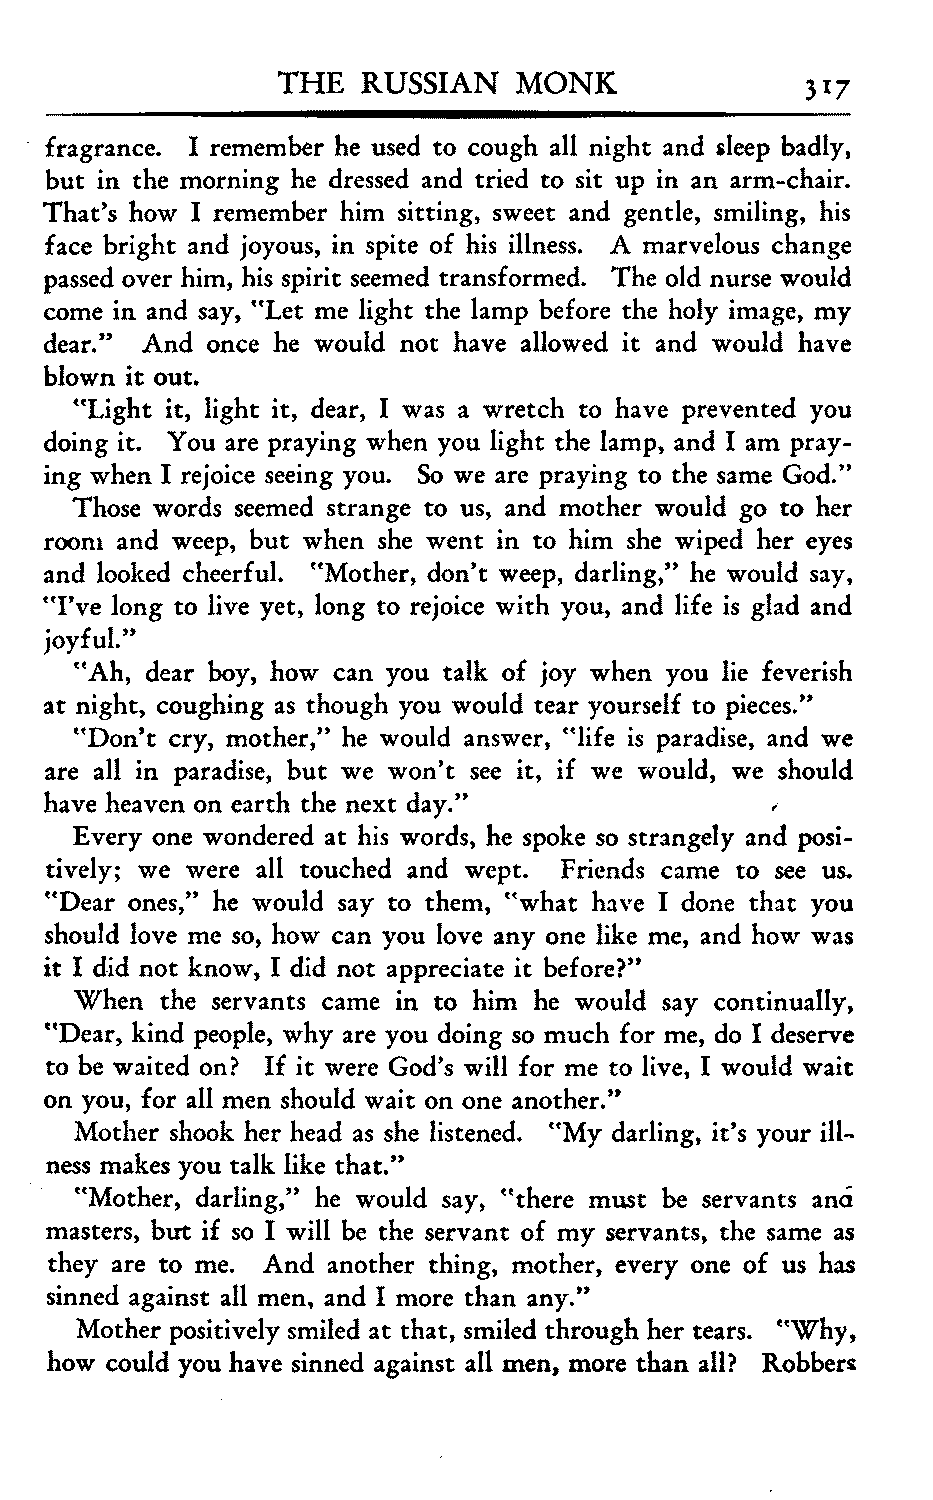 THE RUSSIAN MONK 317
fragrance. I remember he used to cough all night and sleep badly,
but in the morning he dressed and tried to sit up in an arm-chair.
That's how I remember him sitting, sweet and gentle, smiling, his
face bright and joyous, in spite of his illness. A marvelous change
passed over him, his spirit seemed transformed. The old nurse would
come in and say, "Let me light the lamp before the holy image, my
dear." And once he would not have allowed it and would have
blown it out.
"Light it, light it, dear, I was a wretch to have prevented you
doing it. You are praying when you light the lamp, and I am pray-
ing when I rejoice seeing you. So we are praying to the same God."
Those words seemed strange to us, and mother would go to her
room and weep, but when she went in to him she wiped her eyes
and looked cheerful. "Mother, don't weep, darling," he would say,
"I've long to live yet, long to rejoice with you, and life is glad and
joyful."
"Ah, dear boy, how can you talk of joy when you lie feverish
at night, coughing as though you would tear yourself to pieces."
"Don't cry, mother," he would answer, "life is paradise, and we
are all in paradise, but we won't see it, if we would, we should
have heaven on earth the next day."
Every one wondered at his words, he spoke so strangely and posi-
tively; we were all touched and wept. Friends came to see us.
"Dear ones," he would say to them, "what have I done that you
should love me so, how can you love any one like me, and how was
it I did not know, I did not appreciate it before?"
When the servants came in to him he would say continually,
"Dear, kind people, why are you doing so much for me, do I deserve
to be waited on? If it were God's will for me to live, I would wait
on you, for all men should wait on one another."
Mother shook her head as she listened. "My darling, it's your ill-
ness makes you talk like that."
"Mother, darling," he would say, "there must be servants and
masters, but if so I will be the servant of my servants, the same as
they are to me. And another thing, mother, every one of us has
sinned against all men, and I more than any."
Mother positively smiled at that, smiled through her tears. "Why,
how could you have sinned against all men, more than all? Robbers